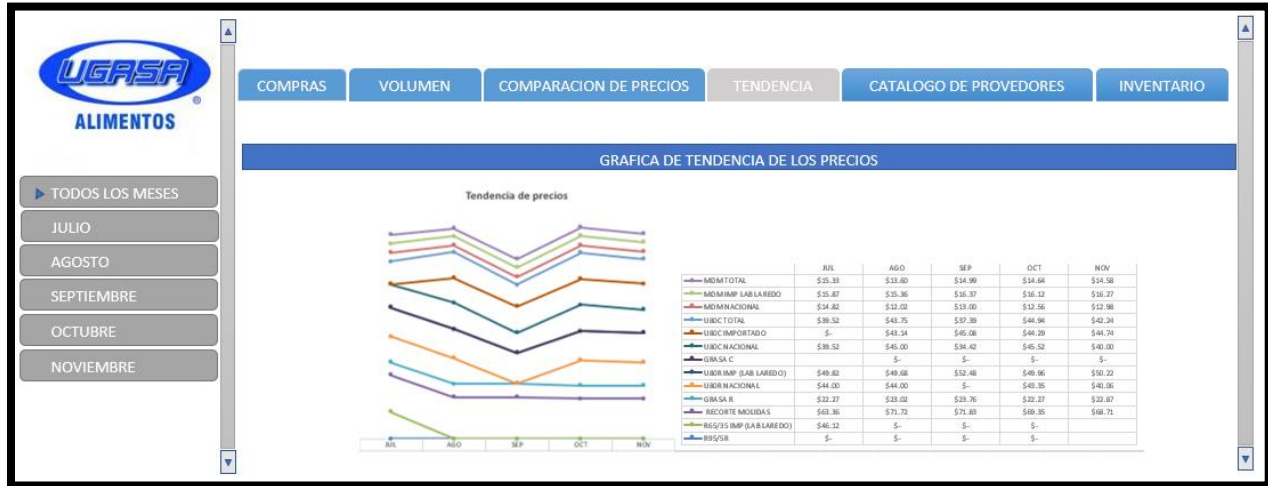 UGASA
®
ALIMENTOS
COMPRAS
VOLUMEN
COMPARACION DE PRECIOS
TENDENCIA
CATALOGO DE PROVEDORES
INVENTARIO
GRAFICA DE TENDENCIA DE LOS PRECIOS
TODOS LOS MESES
JULIO
AGOSTO
SEPTIEMBRE
OCTUBRE
NOVIEMBRE
Tendencia de precios
JUL AGO SEP OCT NOV
JUL AGO SEP OCT NOV
MDM TOTAL $15.33 $13.60 $14.99 $14.64 $14.58
MDM IMP LAB LAREDO $15.87 $15.36 $16.37 $16.12 $16.27
MDM NACIONAL $14.82 $12.02 $13.00 $12.56 $12.98
U80C TOTAL $39.52 $43.75 $37.39 $44.94 $42.24
U80C IMPORTADO $- $43.14 $45.08 $44.29 $44.74
U80C NACIONAL $39.52 $45.00 $34.42 $45.52 $40.00
GRASA C $- $- $- $-
U80R IMP (LAB LAREDO) $49.82 $49.68 $52.48 $49.96 $50.22
U80R NACIONAL $44.00 $44.00 $- $43.35 $40.06
GRASA R $22.27 $23.02 $23.76 $22.27 $22.67
RECORTE MOLIDAS $63.36 $71.72 $71.83 $69.35 $68.71
R65/35 IMP (LAB LAREDO) $46.12 $- $- $-
R95/5R $- $- $- $-